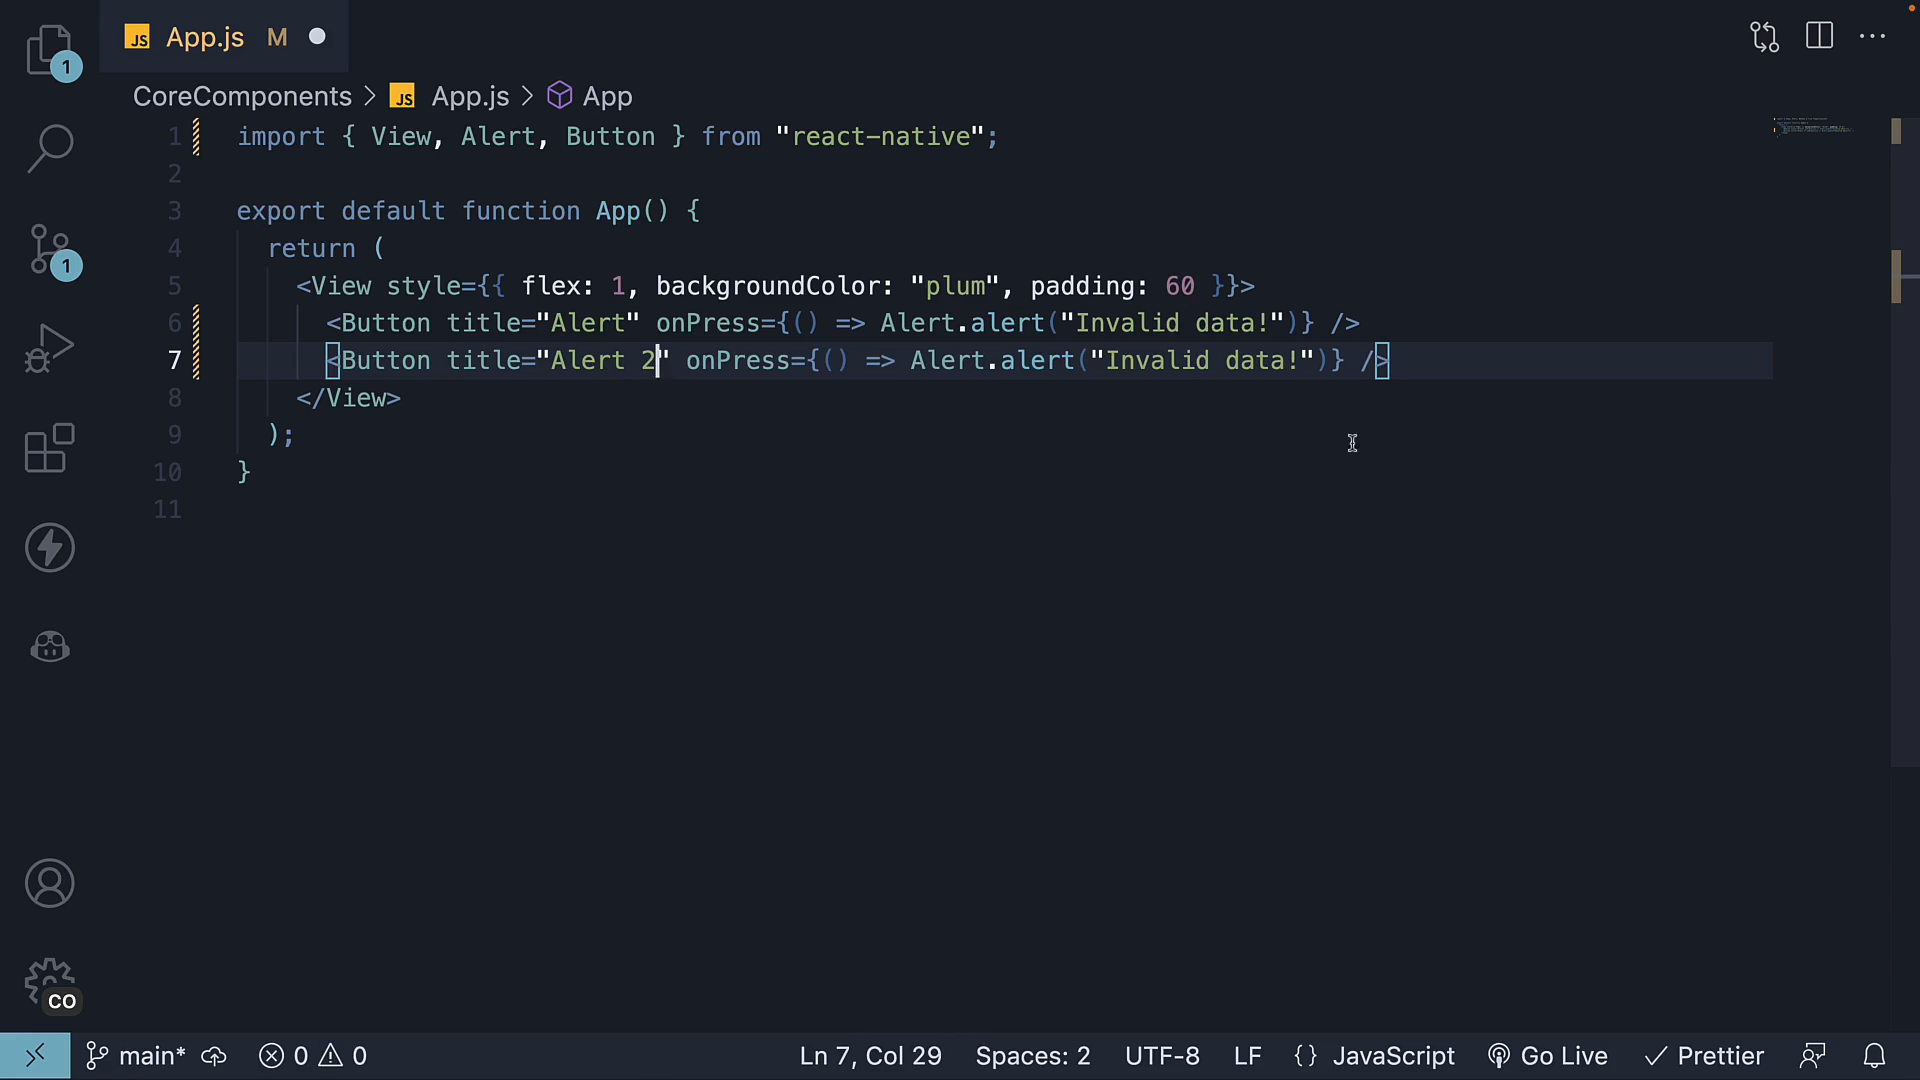 JS App.js M
1
CoreComponents > JS App.js > App
1 import { View, Alert, Button } from "react-native";
2
3 export default function App() {
4 return (
5 <View style={{ flex: 1, backgroundColor: "plum", padding: 60 }}>
6 <Button title="Alert" onPress={() => Alert.alert("Invalid data!")} />
7 <Button title="Alert 2" onPress={() => Alert.alert("Invalid data!")} />
8 </View>
9 );
10 }
11
1
CO
main* 0 0 Ln 7, Col 29 Spaces: 2 UTF-8 LF {} JavaScript Go Live Prettier